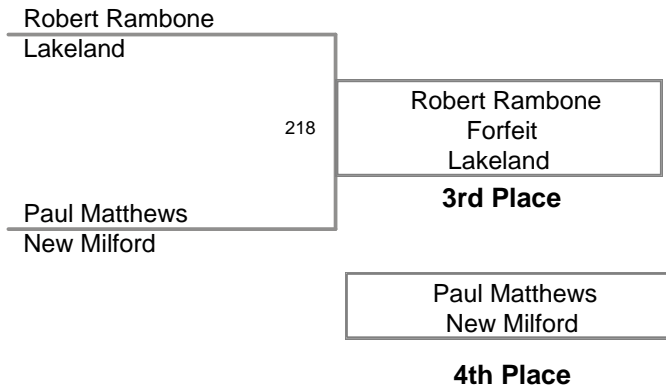 Robert Rambone
Lakeland
218
Robert Rambone
Forfeit
Lakeland
3rd Place
Paul Matthews
New Milford
Paul Matthews
New Milford
4th Place